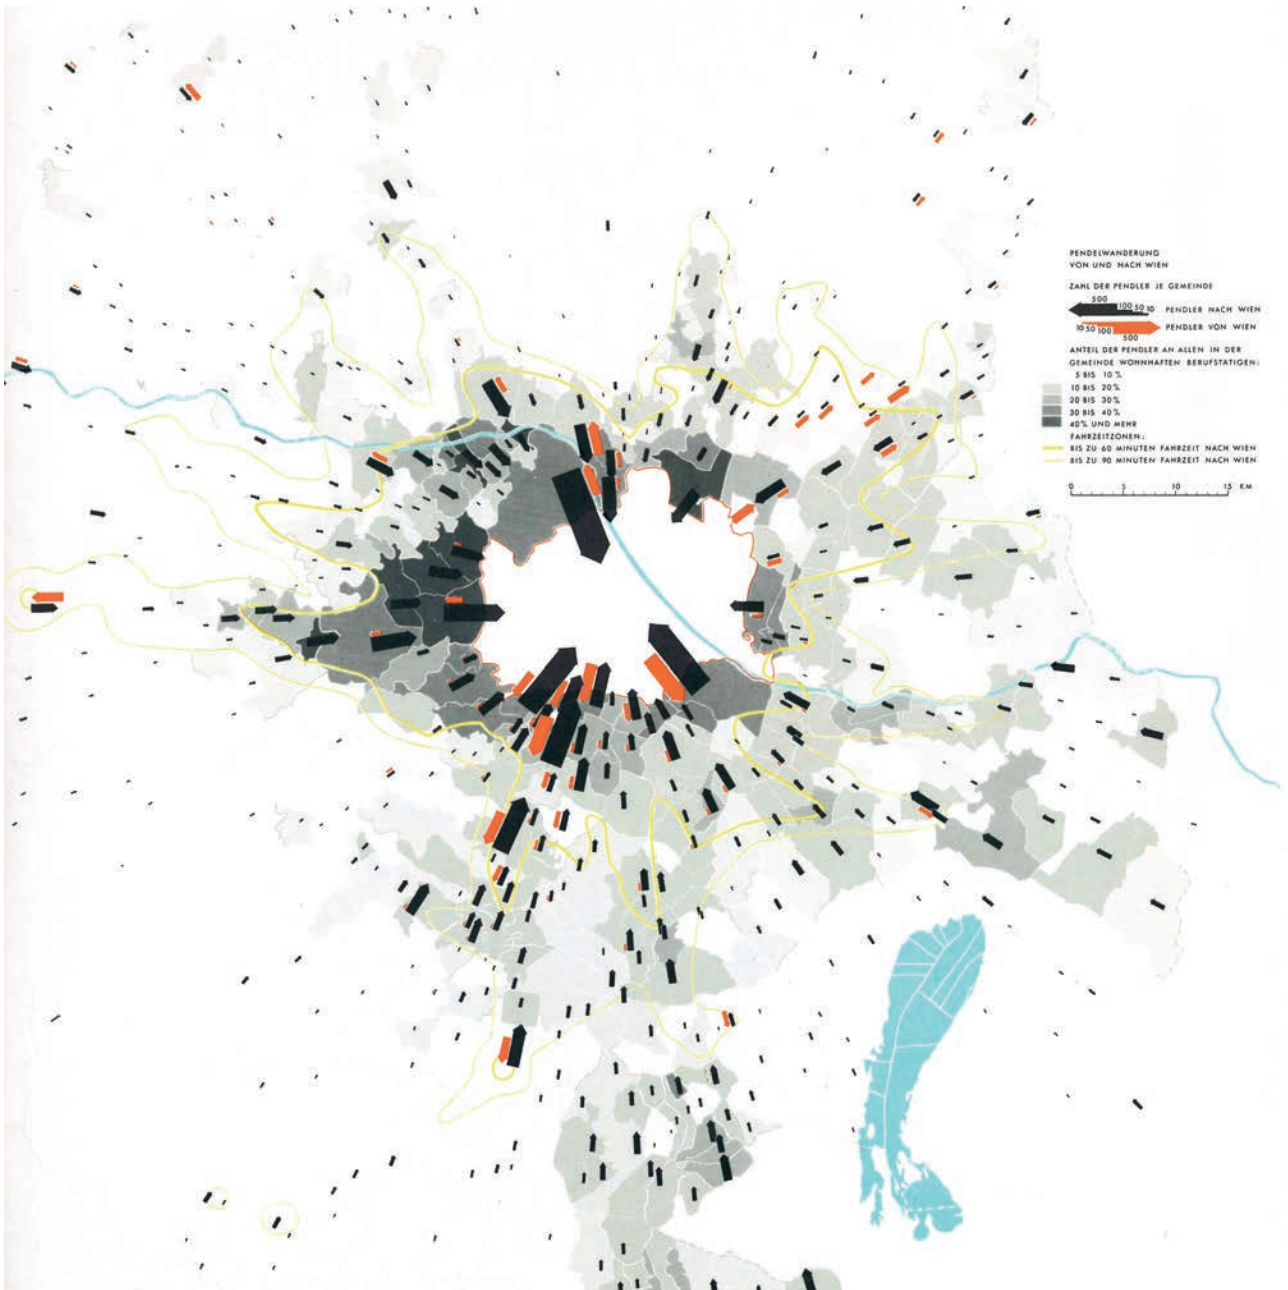 PENDELWANDERUNG
VON UND NACH WIEN
ZAHL DER PENDLER JE GEMEINDE
500
100 50 10
PENDLER NACH WIEN
10 50 100
PENDLER VON WIEN
500
ANTEIL DER PENDLER AN ALLEN IN DER
GEMEINDE WOHNHAFTEN BERUFSTÄTIGEN:
5 BIS 10%
10 BIS 20%
20 BIS 30%
30 BIS 40%
40% UND MEHR
FAHRZEITZONEN:
BIS ZU 60 MINUTEN FAHRZEIT NACH WIEN
BIS ZU 90 MINUTEN FAHRZEIT NACH WIEN
0 5 10 15 KM